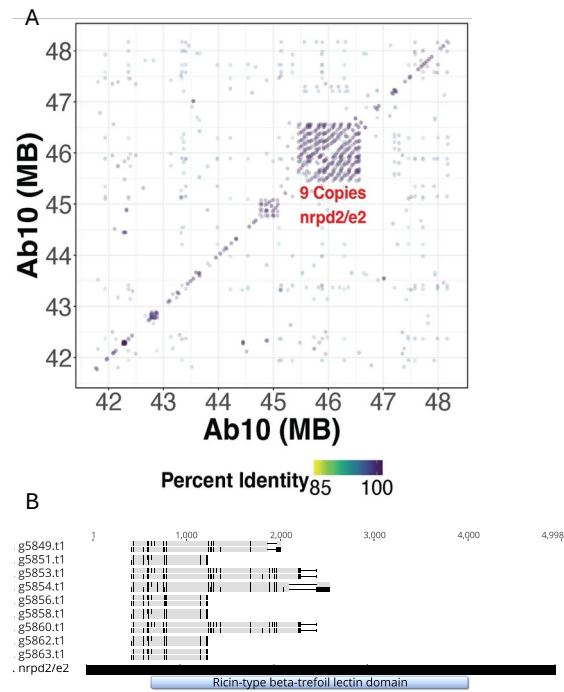 A
48
47
46
45
44
43
42
Ab10 (MB)
9 Copies
nrpd2/e2
42 43 44 45 46 47 48
Ab10 (MB)
Percent Identity 85 100
B
1 1,000 2,000 3,000 4,000 4,998
g5849.t1
g5851.t1
g5853.t1
g5854.t1
g5856.t1
g5858.t1
g5860.t1
g5862.t1
g5863.t1
. nrpd2/e2
Ricin-type beta-trefoil lectin domain